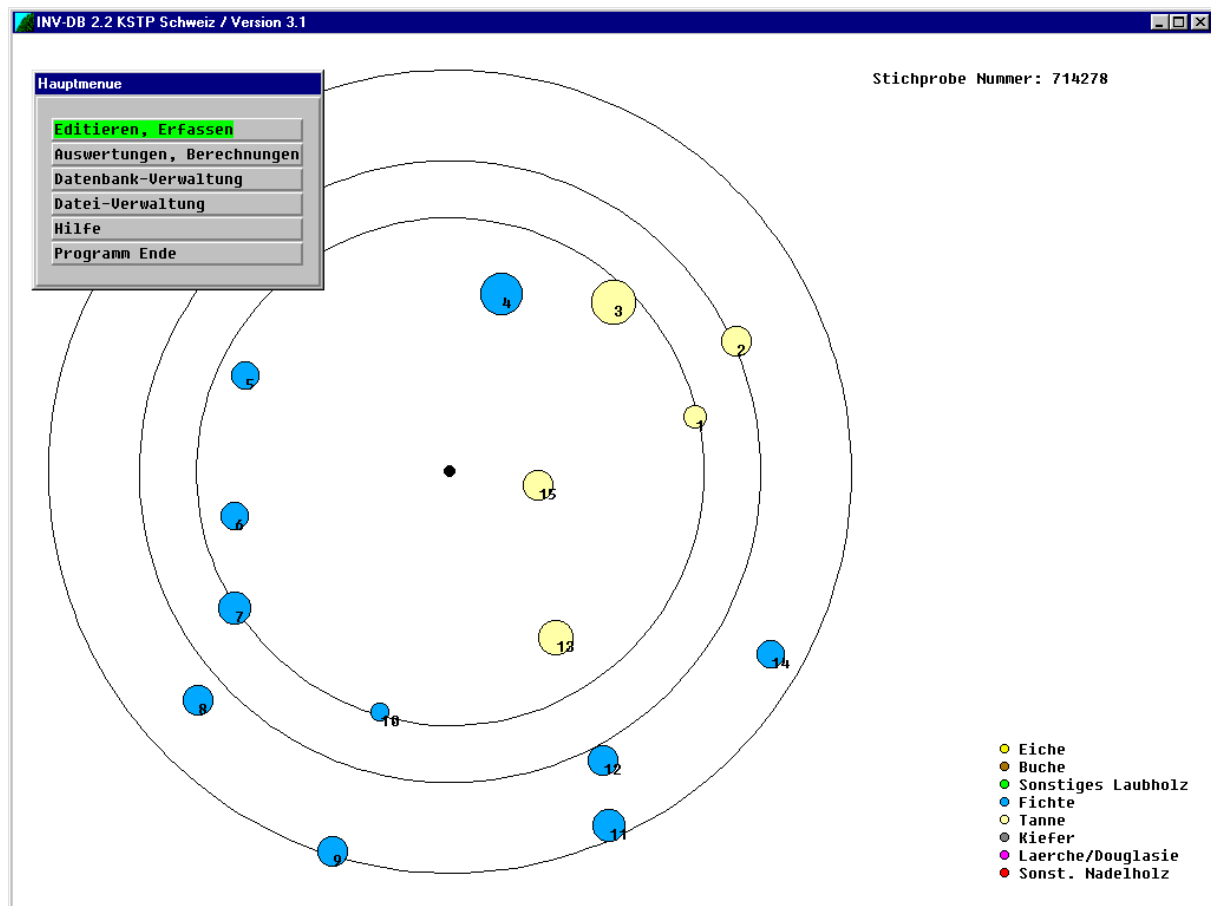 INV-DB 2.2 KSTP Schweiz / Version 3.1
Stichprobe Nummer: 714278
Hauptmenue
Editieren, Erfassen
Auswertungen, Berechnungen
Datenbank-Verwaltung
Datei-Verwaltung
Hilfe
Programm Ende
4
3
2
5
1
15
6
7
13
14
8
10
12
11
9
Eiche
Buche
Sonstiges Laubholz
Fichte
Tanne
Kiefer
Laerche/Douglasie
Sonst. Nadelholz